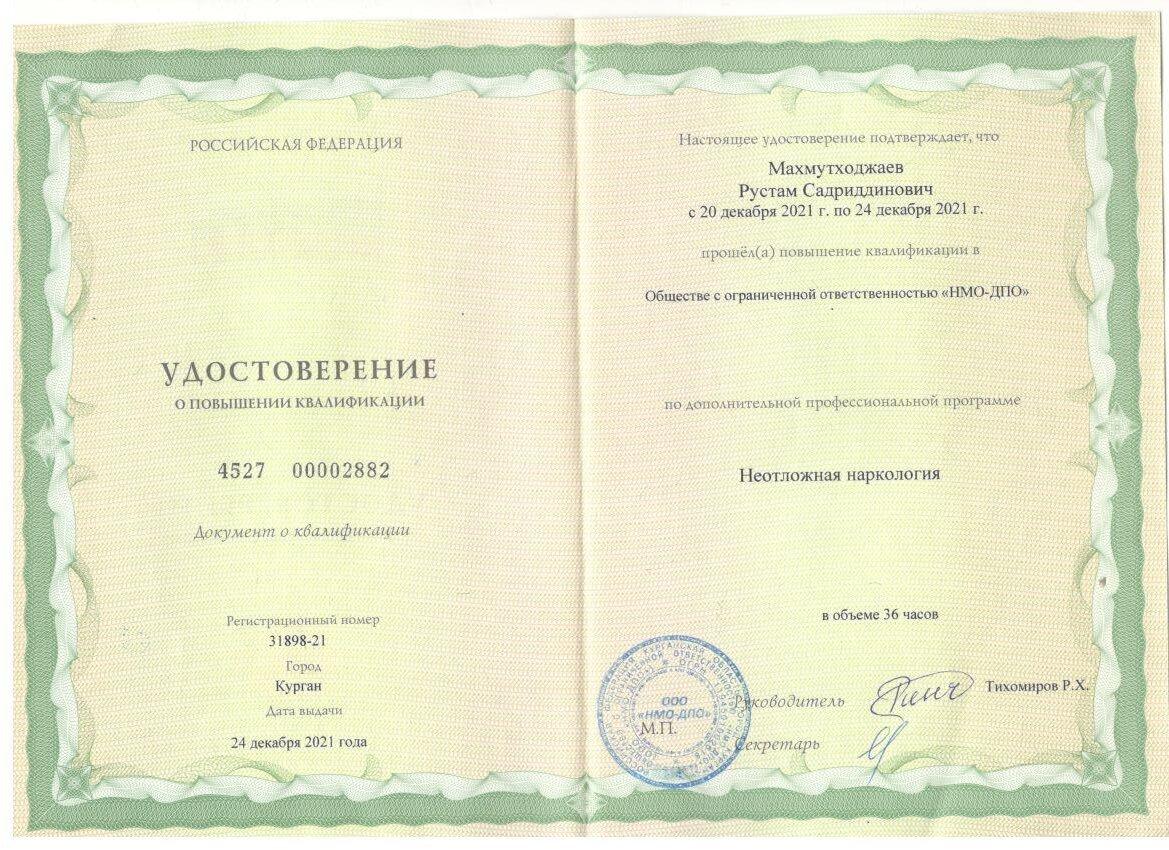 РОССИЙСКАЯ ФЕДЕРАЦИЯ
УДОСТОВЕРЕНИЕ
О ПОВЫШЕНИИ КВАЛИФИКАЦИИ
4527 00002882
Документ о квалификации
Регистрационный номер
31898-21
Город
Курган
Дата выдачи
24 декабря 2021 года
Настоящее удостоверение подтверждает, что
Махмутходжаев
Рустам Садриддинович
с 20 декабря 2021 г. по 24 декабря 2021 г.
прошёл(а) повышение квалификации в
Обществе с ограниченной ответственностью «НМО-ДПО»
по дополнительной профессиональной программе
Неотложная наркология
в объеме 36 часов
ООО
«НМО-ДПО»
М.П.
Руководитель
Тихомиров Р.Х.
Секретарь